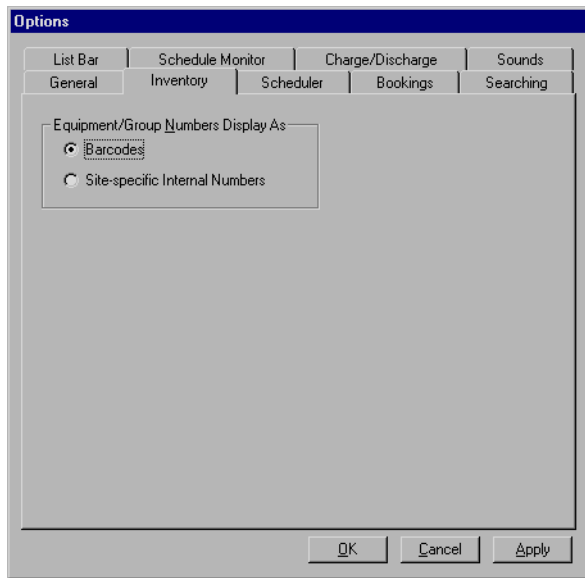 Options
List Bar Schedule Monitor Charge/Discharge Sounds
General Inventory Scheduler Bookings Searching
Equipment/Group Numbers Display As
Barcodes
Site-specific Internal Numbers
OK Cancel Apply